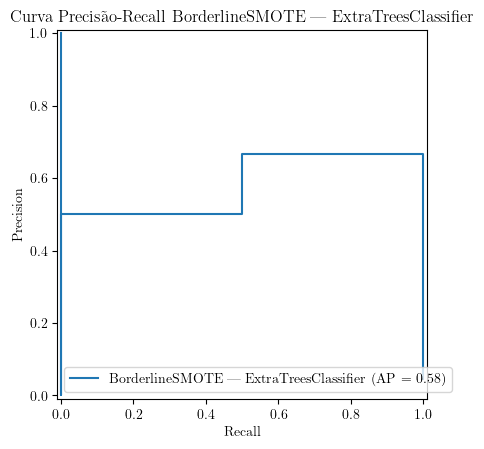 Curva Precisão-Recall BorderlineSMOTE — ExtraTreesClassifier
1.0
0.8
0.6
0.4
0.2
0.0
Precision
BorderlineSMOTE — ExtraTreesClassifier (AP = 0.58)
0.0 0.2 0.4 0.6 0.8 1.0
Recall